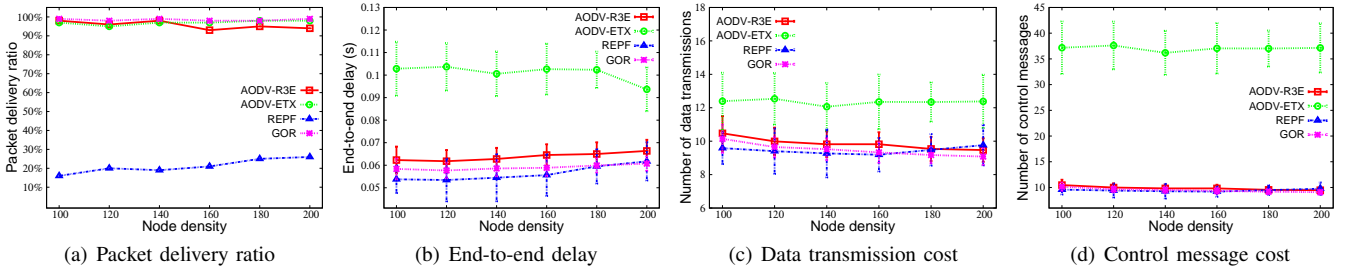 Packet delivery ratio
100%
90%
80%
70%
60%
50%
40%
30%
20%
10%
AODV-R3E
AODV-ETX
REPF
GOR
100 120 140 160 180 200
Node density
(a) Packet delivery ratio
End-to-end delay (s)
0.13
0.12
0.11
0.1
0.09
0.08
0.07
0.06
0.05
AODV-R3E
AODV-ETX
REPF
GOR
100 120 140 160 180 200
Node density
(b) End-to-end delay
Number of data transmissions
18
16
14
12
10
8
6
AODV-R3E
AODV-ETX
REPF
GOR
100 120 140 160 180 200
Node density
(c) Data transmission cost
Number of control messages
45
40
35
30
25
20
15
10
AODV-R3E
AODV-ETX
REPF
GOR
100 120 140 160 180 200
Node density
(d) Control message cost